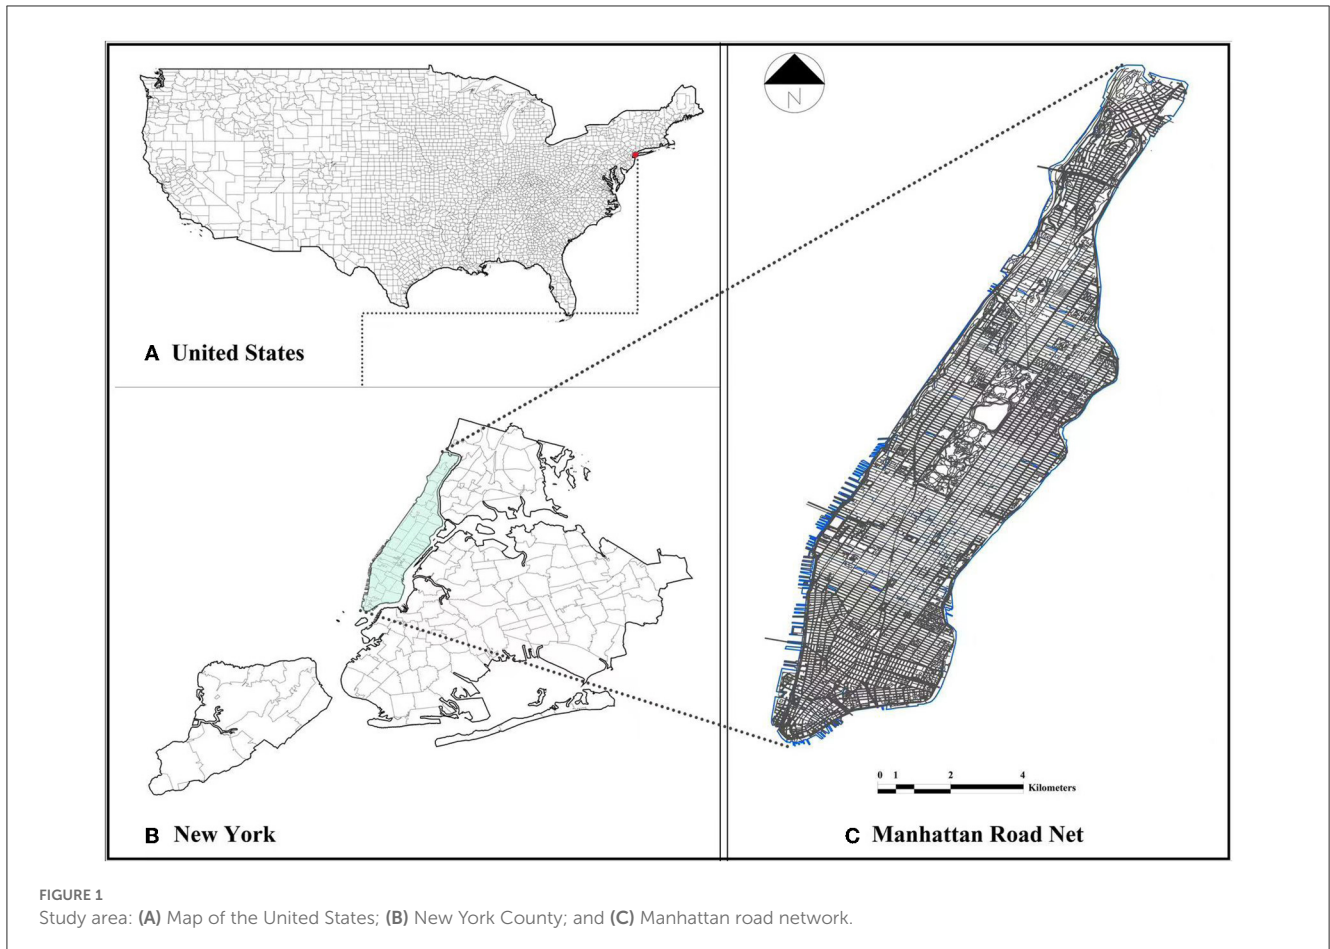 N
A United States
B New York
0 1 2 4
Kilometers
C Manhattan Road Net
FIGURE 1
Study area: (A) Map of the United States; (B) New York County; and (C) Manhattan road network.